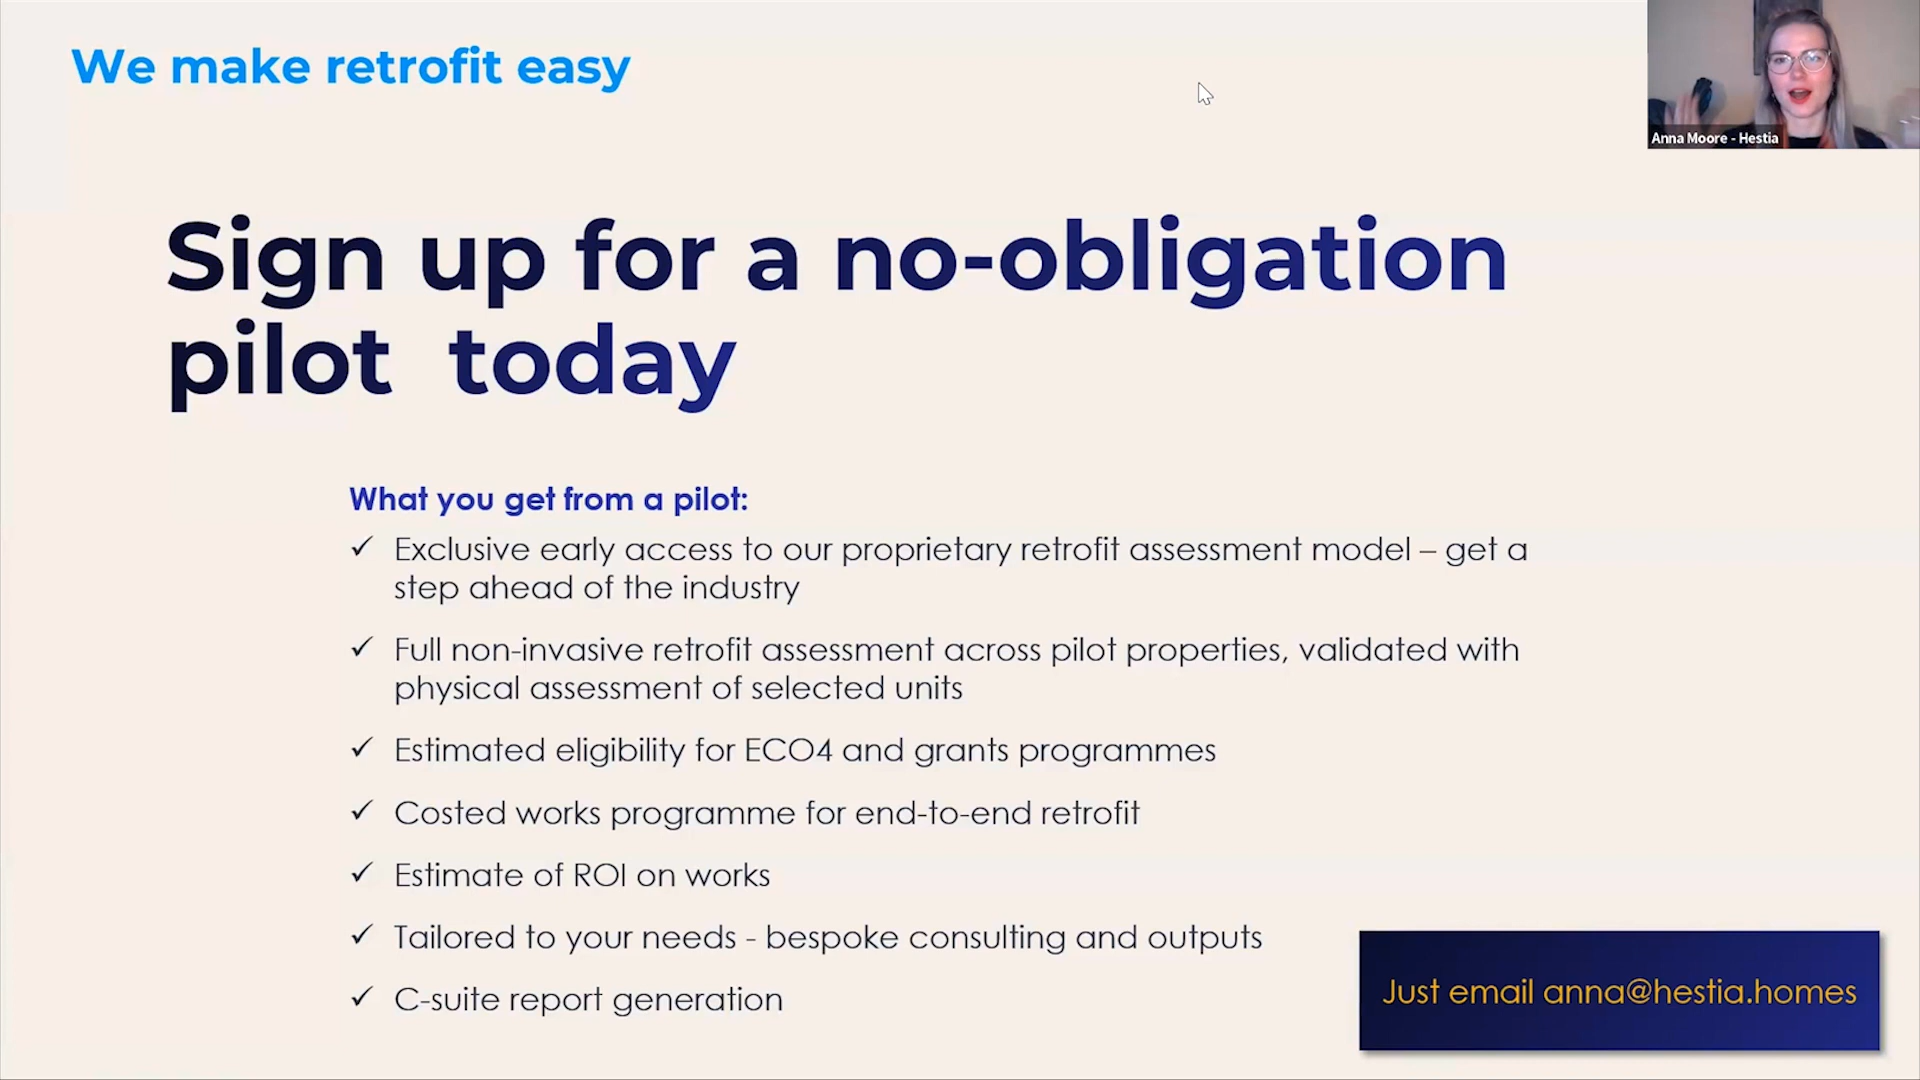 We make retrofit easy
Anna Moore - Hestia
Sign up for a no-obligation
pilot today
What you get from a pilot:
✓ Exclusive early access to our proprietary retrofit assessment model – get a
step ahead of the industry
✓ Full non-invasive retrofit assessment across pilot properties, validated with
physical assessment of selected units
✓ Estimated eligibility for ECO4 and grants programmes
✓ Costed works programme for end-to-end retrofit
✓ Estimate of ROI on works
✓ Tailored to your needs - bespoke consulting and outputs
✓ C-suite report generation
Just email anna@hestia.homes